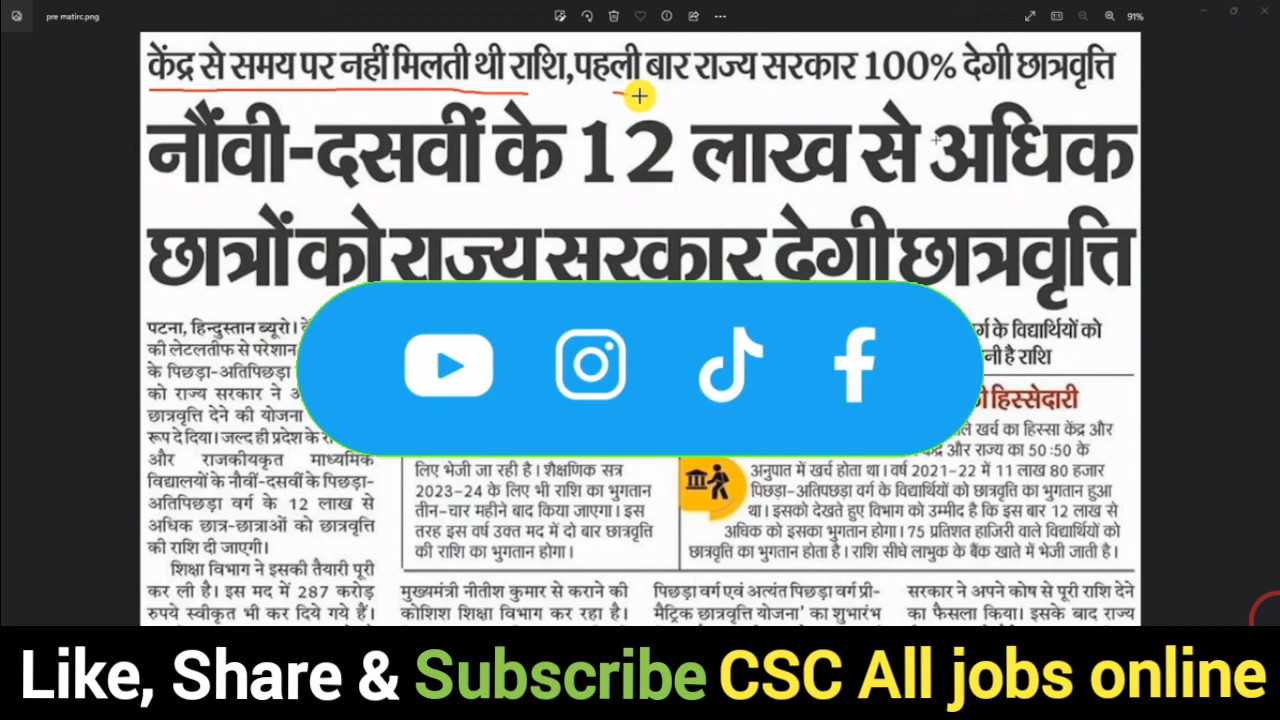 pre matirc.png
91%
केंद्र से समय पर नहीं मिलती थी राशि,पहली बार राज्य सरकार 100% देगी छात्रवृत्ति
नौंवी-दसवीं के 12 लाख से अधिक
छात्रों को राज्य सरकार देगी छात्रवृत्ति
पटना, हिन्दुस्तान ब्यूरो।
की लेटलतीफ से परेशान
के पिछड़ा-अतिपिछड़ा
को राज्य सरकार ने
छात्रवृत्ति देने की योजना
रूप दे दिया। जल्द ही प्रदेश के
और राजकीयकृत माध्यमिक
विद्यालयों के नौवीं-दसवीं के पिछड़ा-
अतिपिछड़ा वर्ग के 12 लाख से
अधिक छात्र-छात्राओं को छात्रवृत्ति
की राशि दी जाएगी।
शिक्षा विभाग ने इसकी तैयारी पूरी
कर ली है। इस मद में 287 करोड़
रुपये स्वीकृत भी कर दिये गये हैं।
लिए भेजी जा रही है। शैक्षणिक सत्र
2023-24 के लिए भी राशि का भुगतान
तीन-चार महीने बाद किया जाएगा। इस
तरह इस वर्ष उक्त मद में दो बार छात्रवृत्ति
की राशि का भुगतान होगा।
के विद्यार्थियों को
है राशि
हिस्सेदारी
खर्च का हिस्सा केंद्र और
और राज्य का 50:50 के
अनुपात में खर्च होता था। वर्ष 2021-22 में 11 लाख 80 हजार
पिछड़ा-अतिपछड़ा वर्ग के विद्यार्थियों को छात्रवृत्ति का भुगतान हुआ
था। इसको देखते हुए विभाग को उम्मीद है कि इस बार 12 लाख से
अधिक को इसका भुगतान होगा। 75 प्रतिशत हाजिरी वाले विद्यार्थियों को
छात्रवृत्ति का भुगतान होता है। राशि सीधे लाभुक के बैंक खाते में भेजी जाती है।
मुख्यमंत्री नीतीश कुमार से कराने की
कोशिश शिक्षा विभाग कर रहा है।
पिछड़ा वर्ग एवं अत्यंत पिछड़ा वर्ग प्री-
मैट्रिक छात्रवृत्ति योजना' का शुभारंभ
सरकार ने अपने कोष से पूरी राशि देने
का फैसला किया। इसके बाद राज्य
Like, Share & Subscribe CSC All jobs online